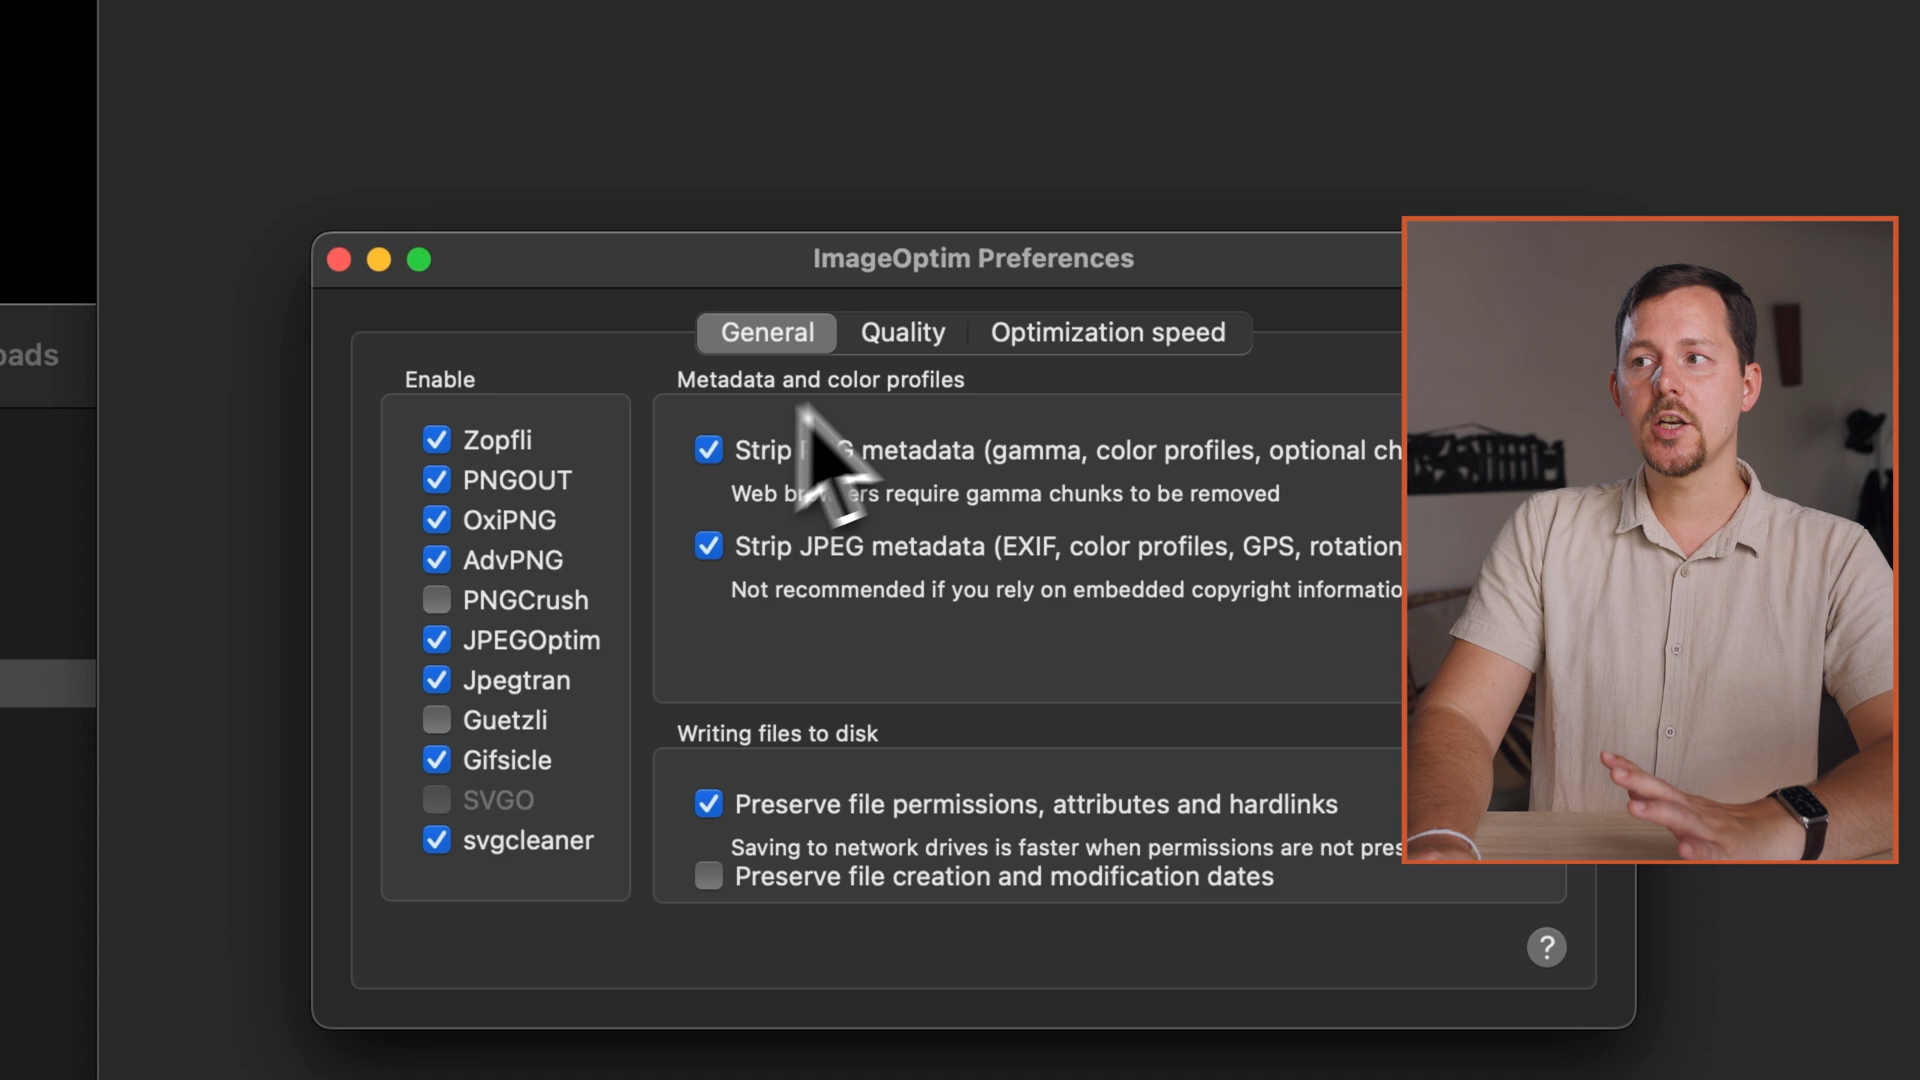 oads
ImageOptim Preferences
General Quality Optimization speed
Enable
Zopfli
PNGOUT
OxiPNG
AdvPNG
PNGCrush
JPEGOptim
Jpegtran
Guetzli
Gifsicle
SVGO
svgcleaner
Metadata and color profiles
Strip metadata (gamma, color profiles, optional ch
Web require gamma chunks to be removed
Strip JPEG metadata (EXIF, color profiles, GPS, rotation
Not recommended if you rely on embedded copyright informatio
Writing files to disk
Preserve file permissions, attributes and hardlinks
Saving to network drives is faster when permissions are not pres
Preserve file creation and modification dates
?